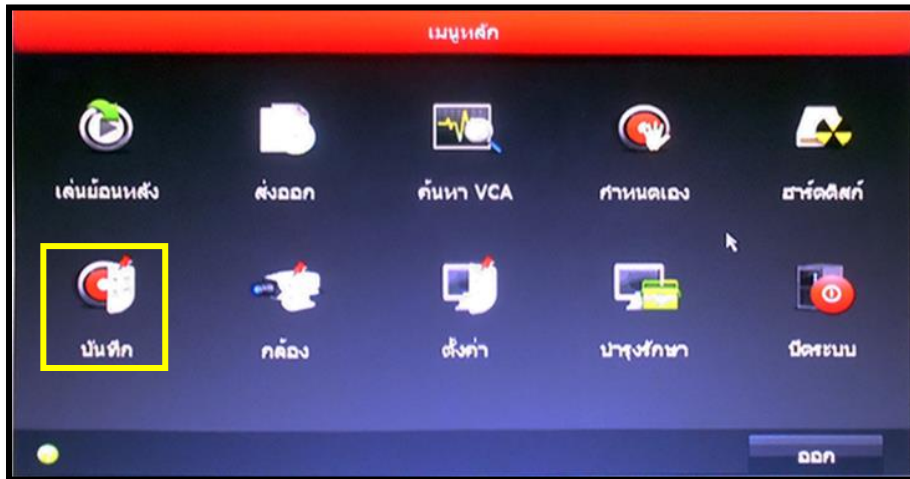 เมนูหลัก
เล่นย้อนหลัง ส่งออก ค้นหา VCA กำหนดเอง ฮาร์ดดิสก์
บันทึก กล้อง ตั้งค่า บำรุงรักษา ปิดระบบ
ออก